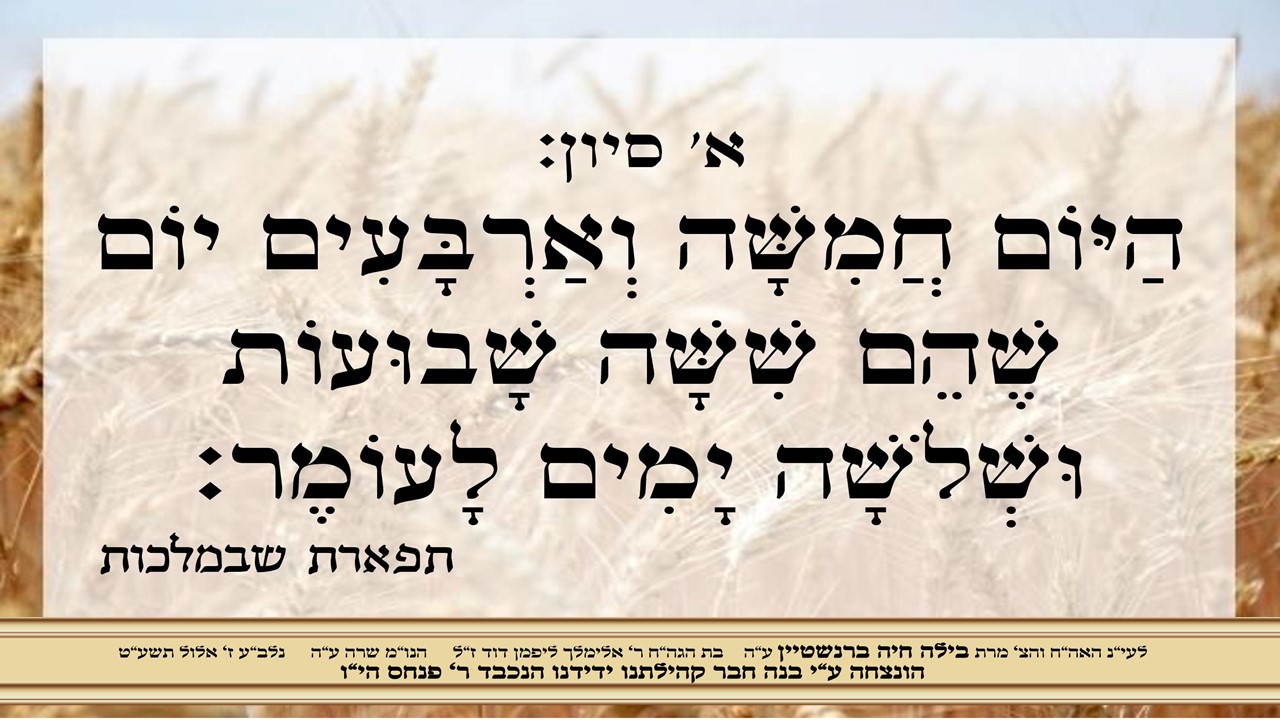 א׳ סיון:
הַיּוֹם חֲמִשָּׁה וְאַרְבָּעִים יוֹם
שֶׁהֵם שִׁשָּׁה שָׁבוּעוֹת
וּשְׁלֹשָׁה יָמִים לָעוֹמֶר:
תפארת שבמלכות
לעי״נ האה״ח והצ׳ מרת בילה חיה ברנשטיין ע״ה בת הגה״ח ר׳ אלימלך ליפמן דוד ז״ל הנו״מ שרה ע״ה נלב״ע ז׳ אלול תשע״ט
הונצחה ע״י בנה חבר קהילתנו ידידנו הנכבד ר׳ פנחס הי״ו